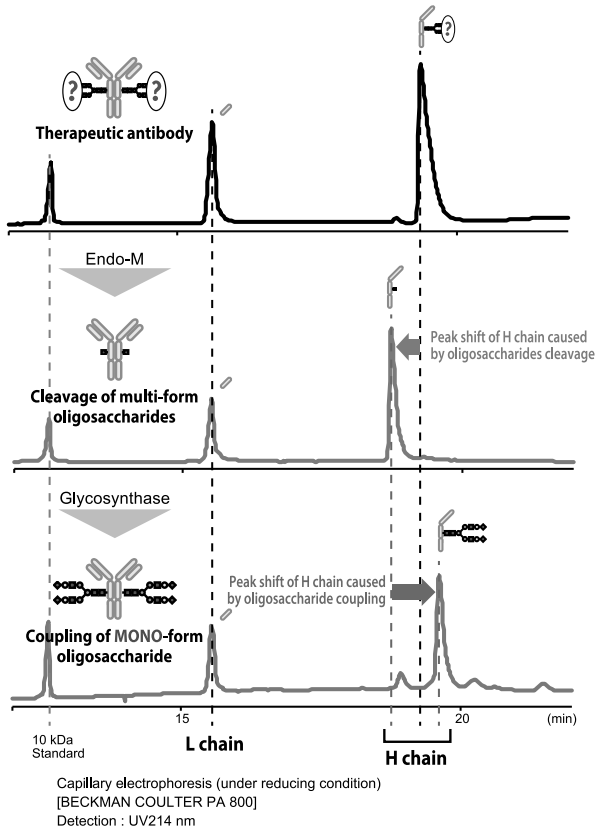 ? ?
?
Therapeutic antibody
Endo-M
Peak shift of H chain caused
by oligosaccharides cleavage
Cleavage of multi-form
oligosaccharides
Glycosynthase
Peak shift of H chain caused
by oligosaccharide coupling
Coupling of MONO-form
oligosaccharide
15
20
(min)
10 kDa
Standard
L chain
H chain
Capillary electrophoresis (under reducing condition)
[BECKMAN COULTER PA 800]
Detection : UV214 nm